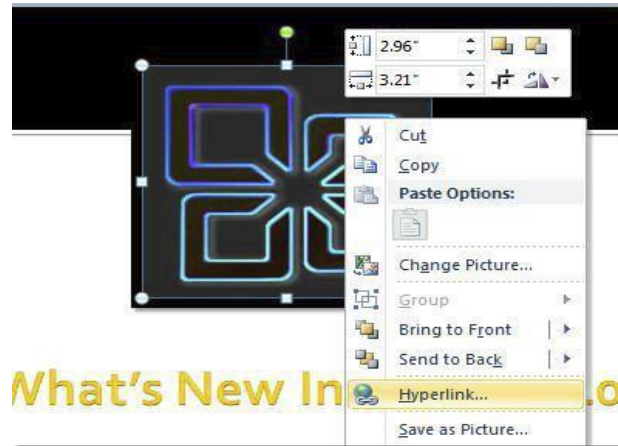 2.96"
3.21"
Cut
Copy
Paste Options:
Change Picture...
Group
Bring to Front
Send to Back
Hyperlink...
Save as Picture...
What's New In